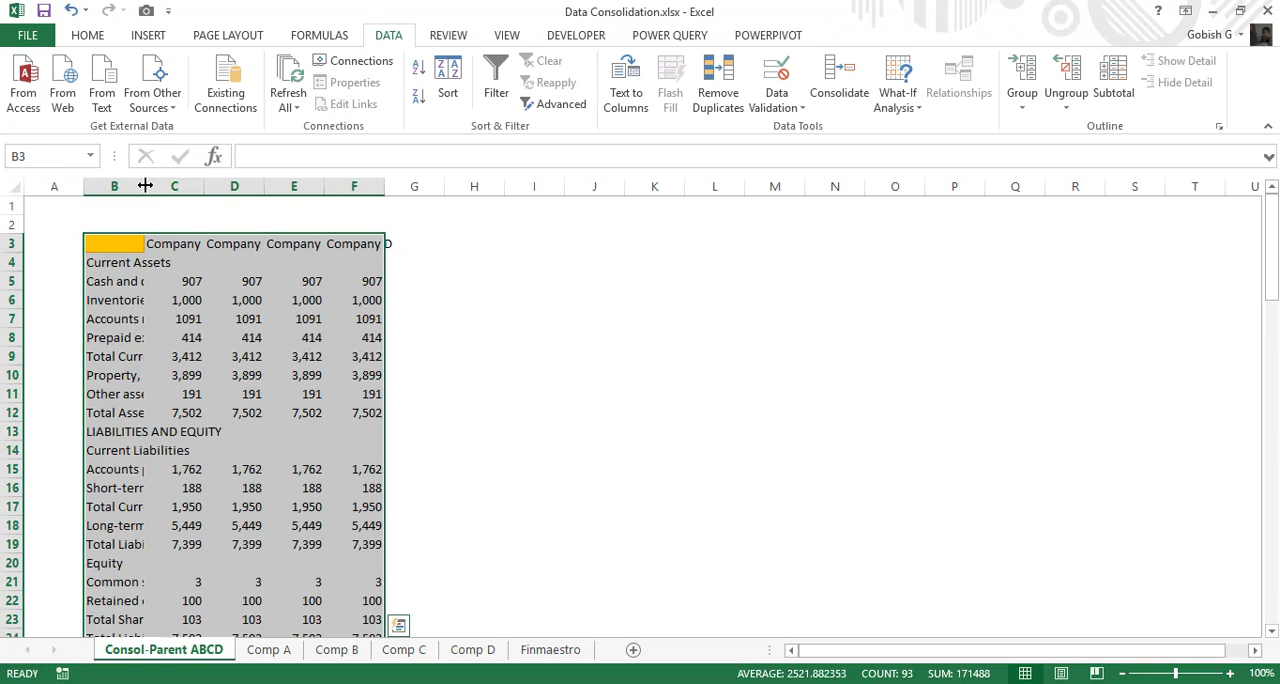 Data Consolidation.xlsx - Excel
FILE HOME INSERT PAGE LAYOUT FORMULAS DATA REVIEW VIEW DEVELOPER POWER QUERY POWERPIVOT Gobish G
From Access From Web From Text From Other Sources Existing Connections Refresh All Connections Properties Edit Links Sort Filter Clear Reapply Advanced Text to Columns Flash Fill Remove Duplicates Data Validation Consolidate What-If Analysis Relationships Group Ungroup Subtotal Show Detail Hide Detail
Get External Data Connections Sort & Filter Data Tools Outline
B3 fx
A B C D E F G H I J K L M N O P Q R S T U
1
2
3 Company Company Company Company D
4 Current Assets
5 Cash and 907 907 907 907
6 Inventorie 1,000 1,000 1,000 1,000
7 Accounts 1091 1091 1091 1091
8 Prepaid e 414 414 414 414
9 Total Curr 3,412 3,412 3,412 3,412
10 Property, 3,899 3,899 3,899 3,899
11 Other asse 191 191 191 191
12 Total Asse 7,502 7,502 7,502 7,502
13 LIABILITIES AND EQUITY
14 Current Liabilities
15 Accounts 1,762 1,762 1,762 1,762
16 Short-terr 188 188 188 188
17 Total Curr 1,950 1,950 1,950 1,950
18 Long-term 5,449 5,449 5,449 5,449
19 Total Liabi 7,399 7,399 7,399 7,399
20 Equity
21 Common 3 3 3 3
22 Retained 100 100 100 100
23 Total Shar 103 103 103 103
Consol-Parent ABCD Comp A Comp B Comp C Comp D Finmaestro
READY AVERAGE: 2521.882353 COUNT: 93 SUM: 171488 100%